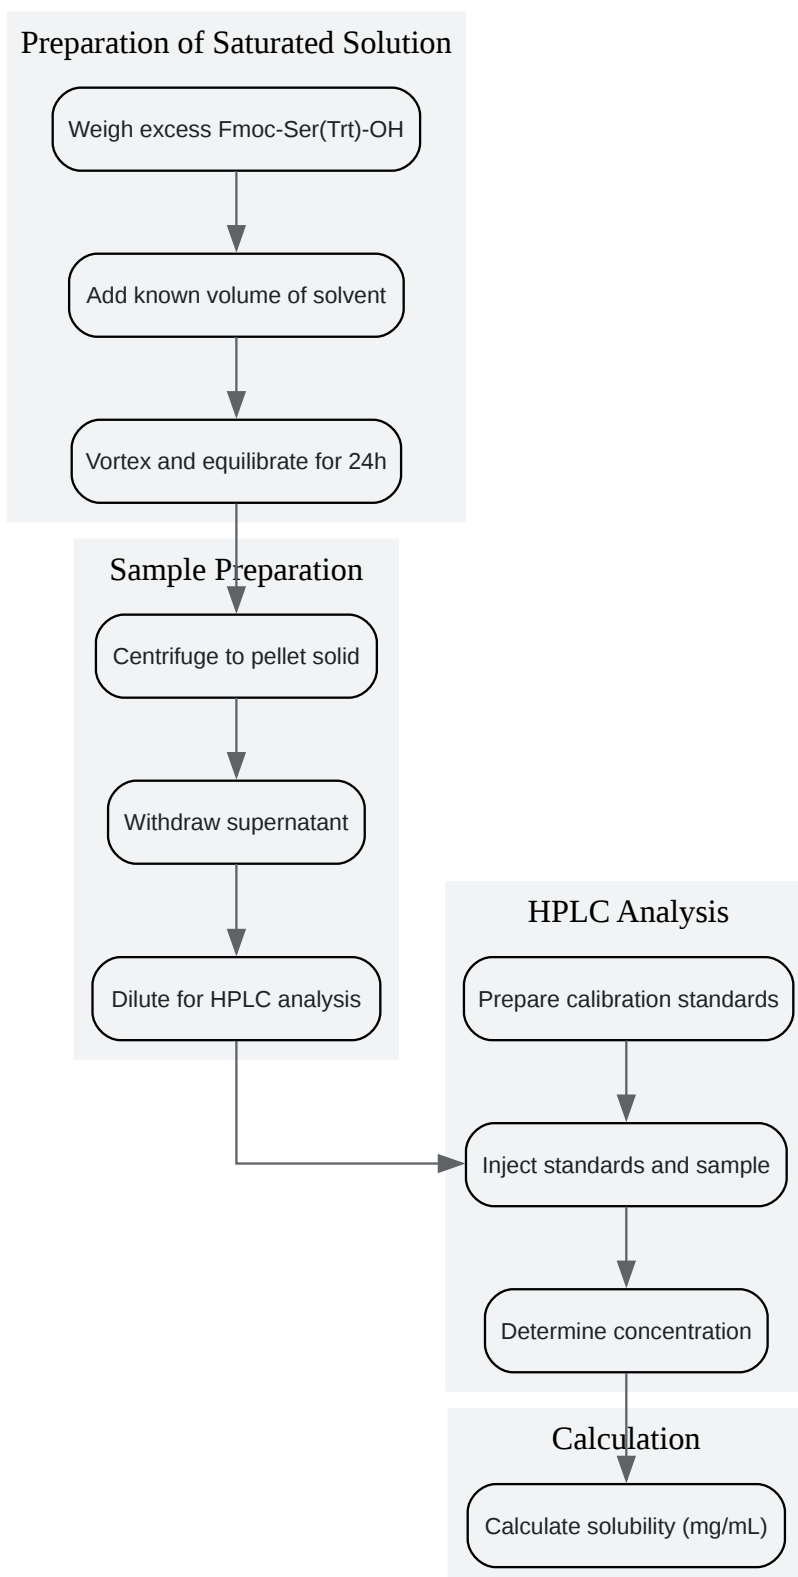 Preparation of Saturated Solution
Weigh excess Fmoc-Ser(Trt)-OH
Add known volume of solvent
Vortex and equilibrate for 24h
Sample Preparation
Centrifuge to pellet solid
Withdraw supernatant
Dilute for HPLC analysis
HPLC Analysis
Prepare calibration standards
Inject standards and sample
Determine concentration
Calculation
Calculate solubility (mg/mL)